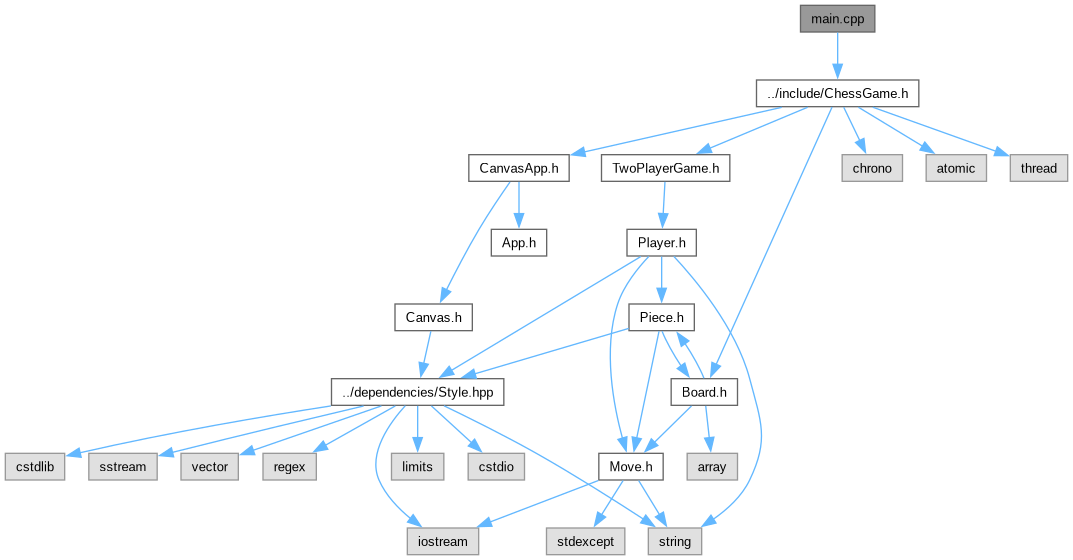 main.cpp
../include/ChessGame.h
CanvasApp.h
TwoPlayerGame.h
chrono
atomic
thread
App.h
Player.h
Canvas.h
Piece.h
../dependencies/Style.hpp
Board.h
cstdlib
sstream
vector
regex
limits
cstdio
Move.h
array
iostream
stdexcept
string